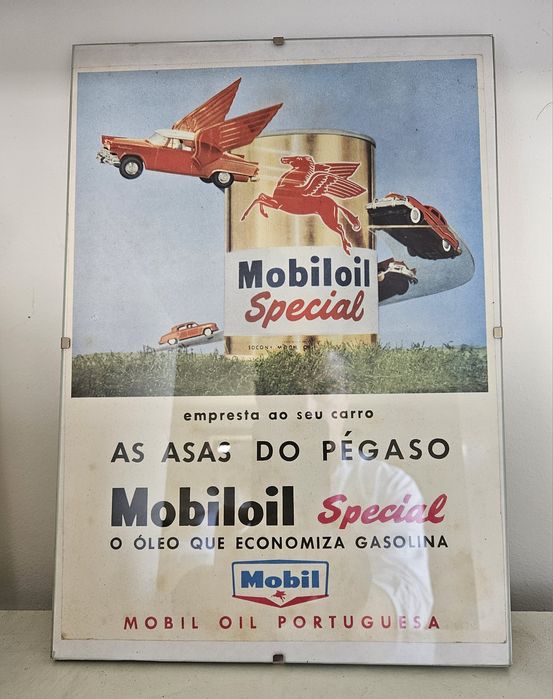 Mobiloil
Special
empresta ao seu carro
AS ASAS DO PÉGASO
Mobiloil Special
O ÓLEO QUE ECONOMIZA GASOLINA
Mobil
MOBIL OIL PORTUGUESA